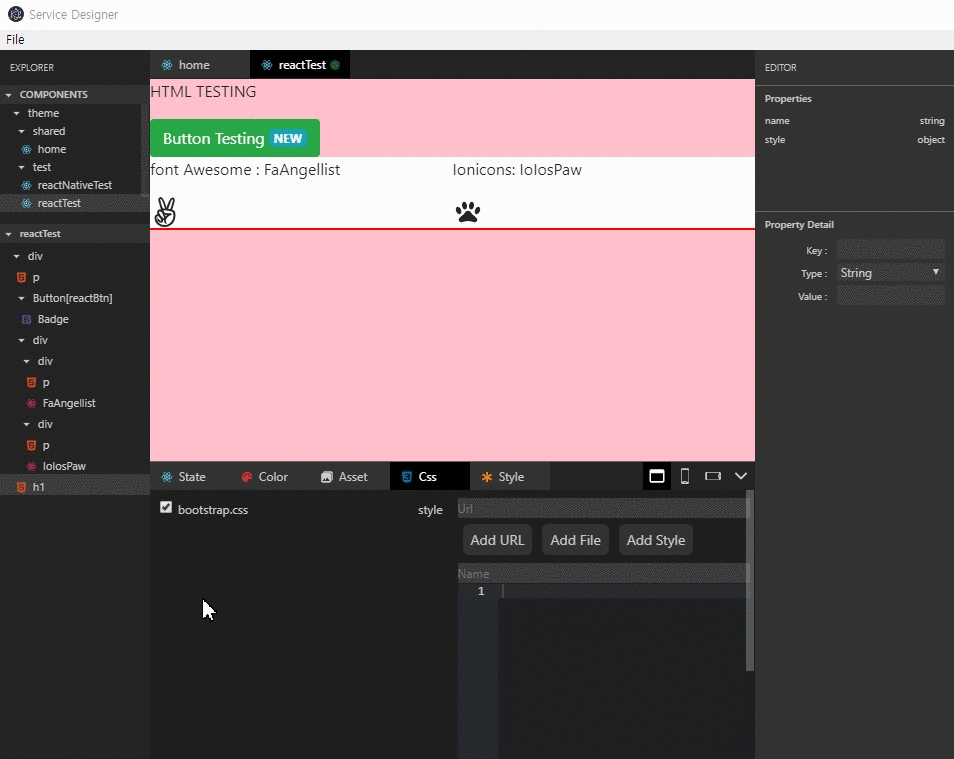 Service Designer
File
EXPLORER
COMPONENTS
theme
shared
home
test
reactNativeTest
reactTest
reactTest
div
p
Button[reactBtn]
Badge
div
div
p
FaAngellist
div
p
IoIosPaw
h1
home
reactTest
HTML TESTING
Button Testing NEW
font Awesome : FaAngellist
Ionicons: IoIosPaw
State
Color
Asset
Css
Style
bootstrap.css style
Url
Add URL
Add File
Add Style
Name
1
EDITOR
Properties
name string
style object
Property Detail
Key :
Type : String
Value :